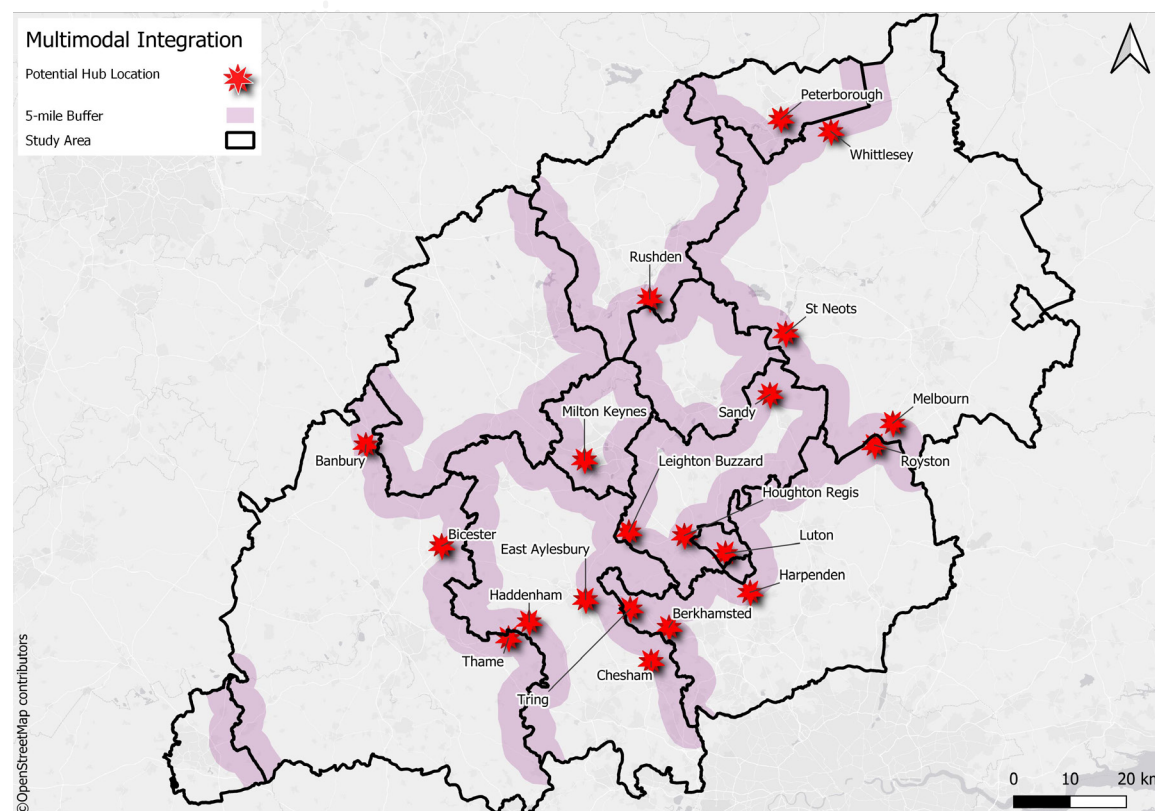 Multimodal Integration
Potential Hub Location
5-mile Buffer
Study Area
Peterborough
Whittlesey
Rushden
St Neots
Melbourn
Milton Keynes
Sandy
Banbury
Leighton Buzzard
Royston
Houghton Regis
Bicester
East Aylesbury
Luton
Harpenden
Haddenham
Berkhamsted
Thame
Chesham
Tring
©OpenStreetMap contributors
0 10 20 km